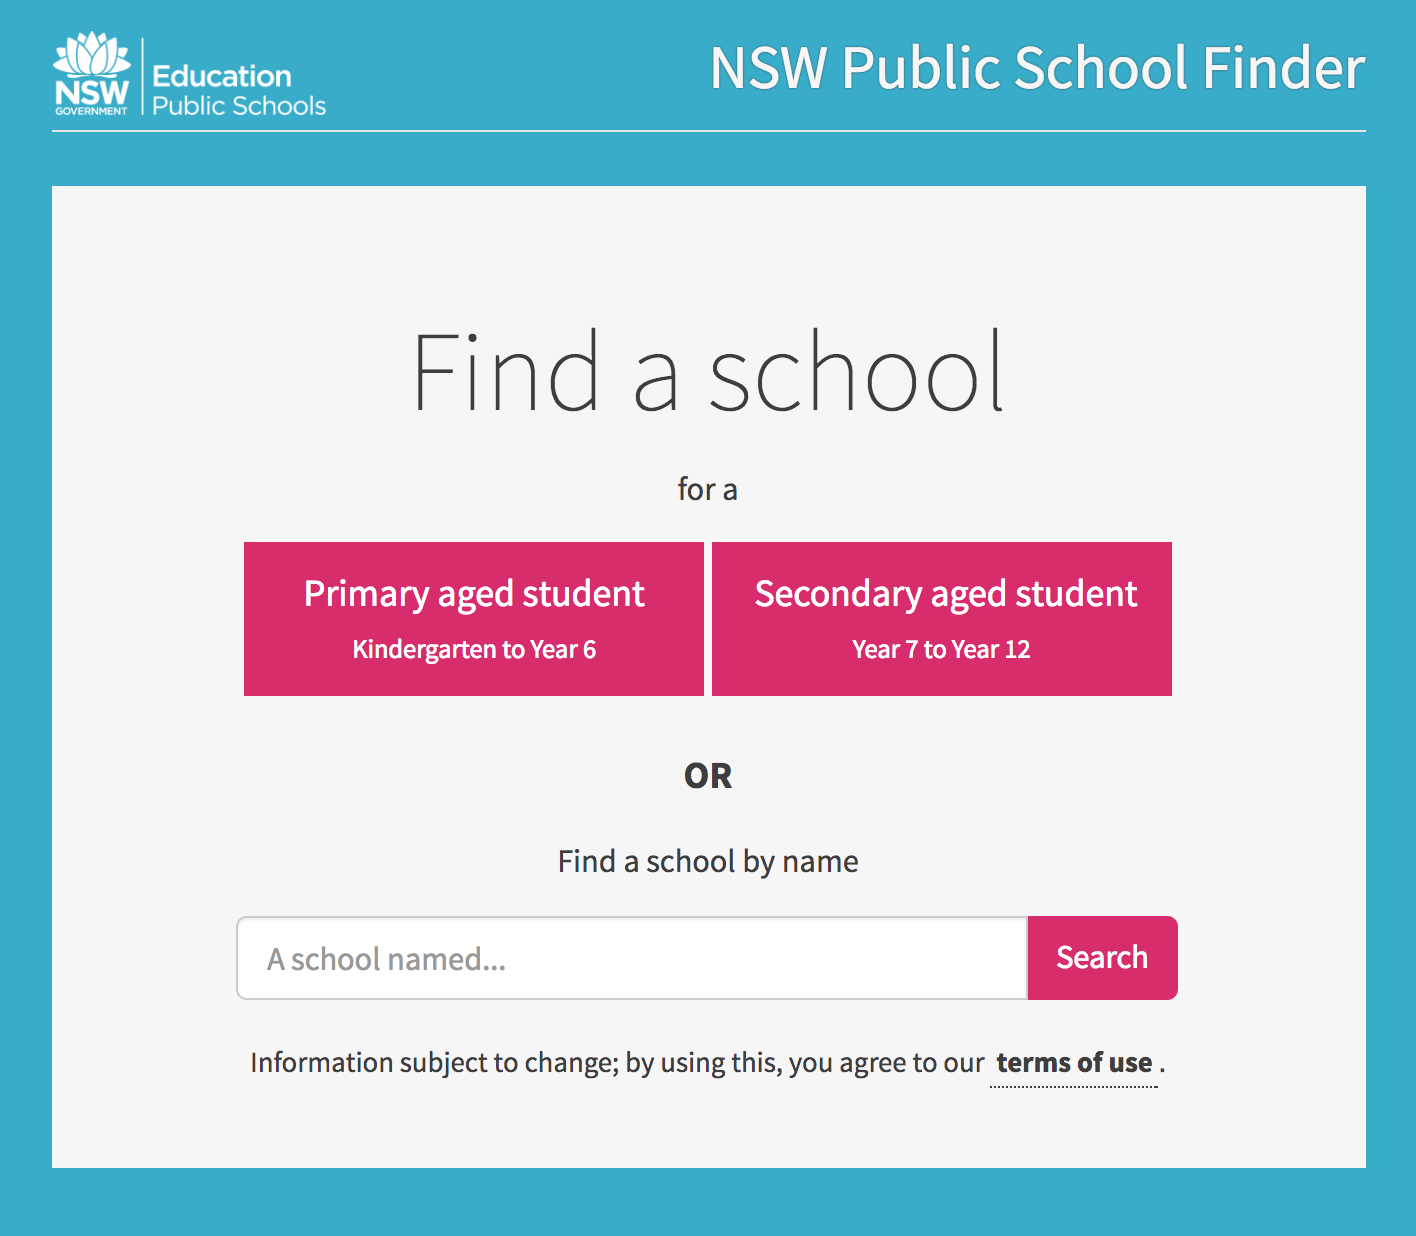 NSW
GOVERNMENT
Education
Public Schools
NSW Public School Finder
Find a school
for a
Primary aged student
Kindergarten to Year 6
Secondary aged student
Year 7 to Year 12
OR
Find a school by name
A school named...
Search
Information subject to change; by using this, you agree to our terms of use .